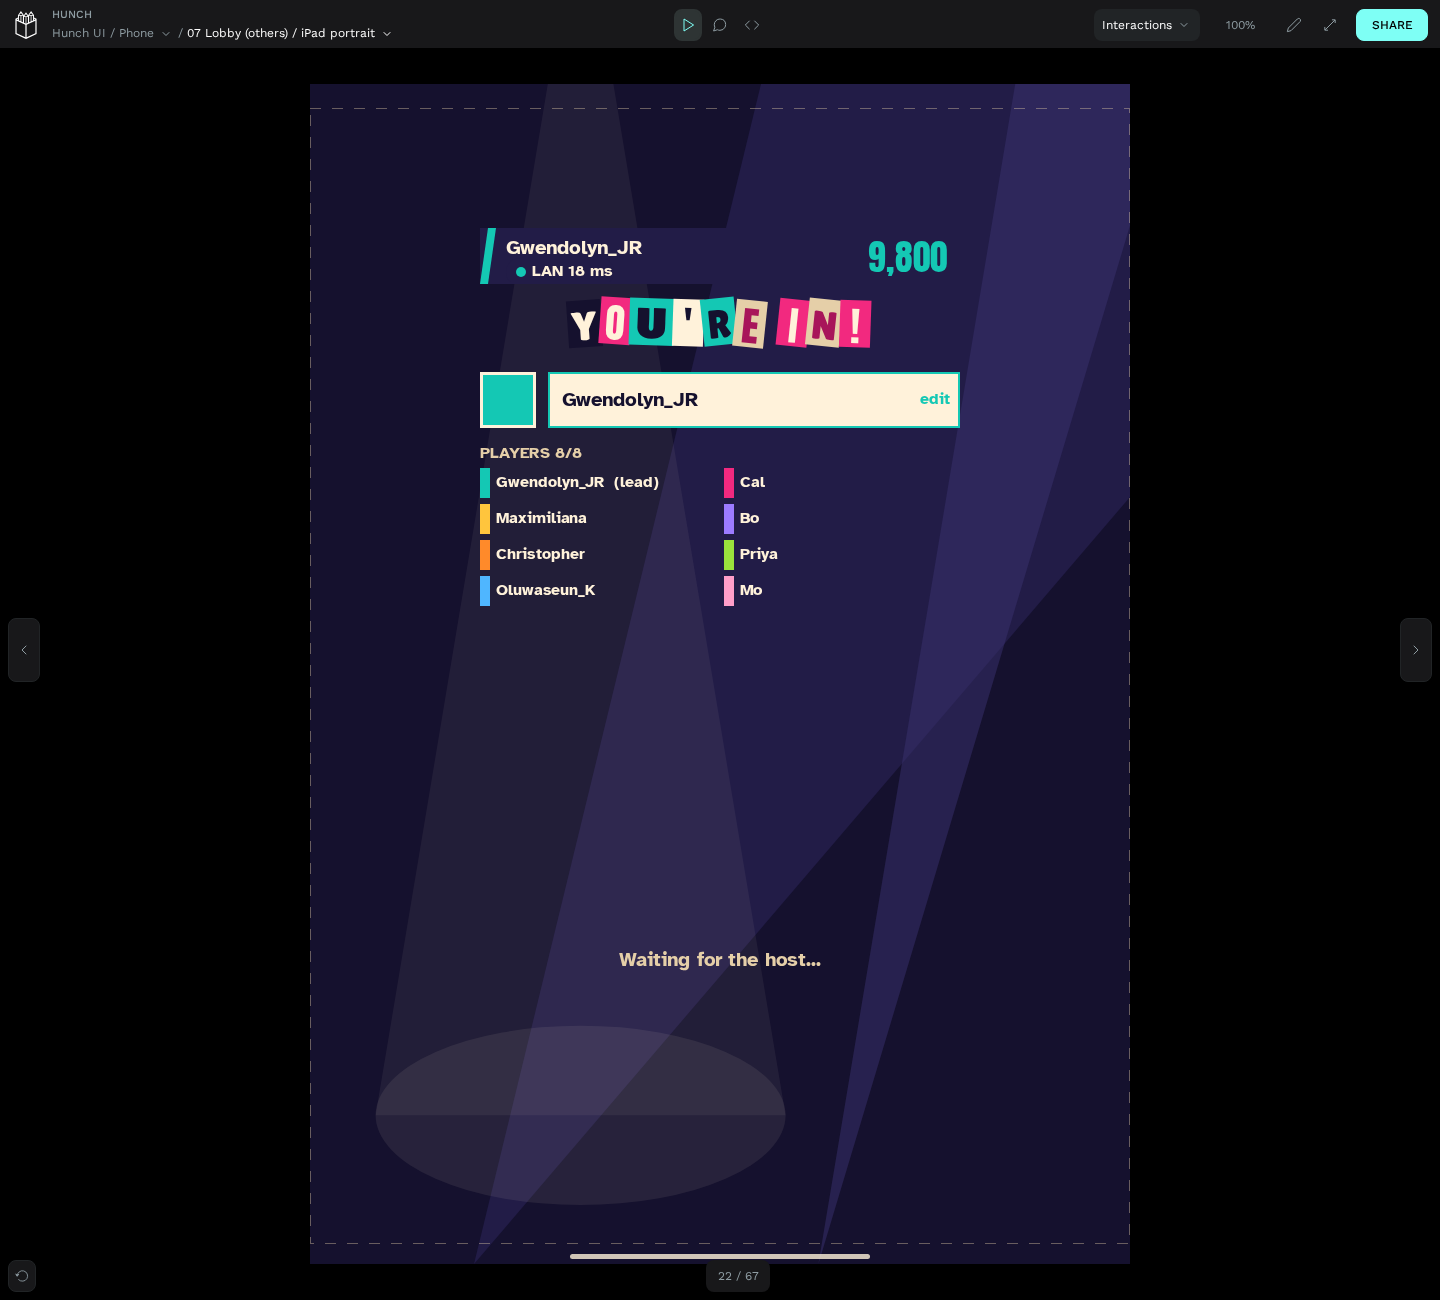 HUNCH
Hunch UI / Phone / 07 Lobby (others) / iPad portrait
Interactions
100%
SHARE
Gwendolyn_JR
LAN 18 ms
9,800
YOU'RE IN!
Gwendolyn_JR
edit
PLAYERS 8/8
Gwendolyn_JR (lead)
Cal
Maximiliana
Bo
Christopher
Priya
Oluwaseun_K
Mo
Waiting for the host...
22 / 67